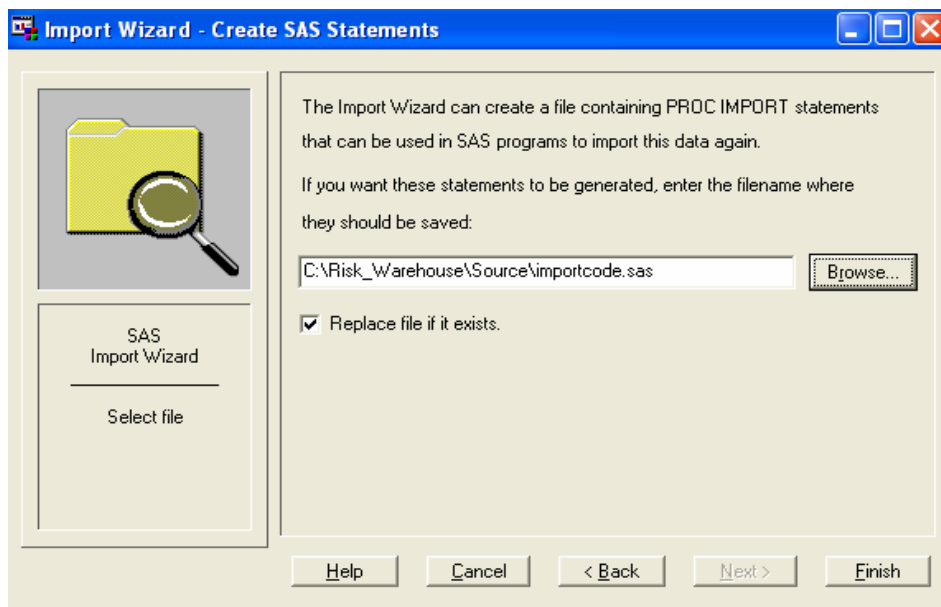 Import Wizard - Create SAS Statements
The Import Wizard can create a file containing PROC IMPORT statements
that can be used in SAS programs to import this data again.
If you want these statements to be generated, enter the filename where
they should be saved:
C:\Risk_Warehouse\Source\importcode.sas
Browse...
Replace file if it exists.
SAS
Import Wizard
Select file
Help
Cancel
< Back
Next >
Finish